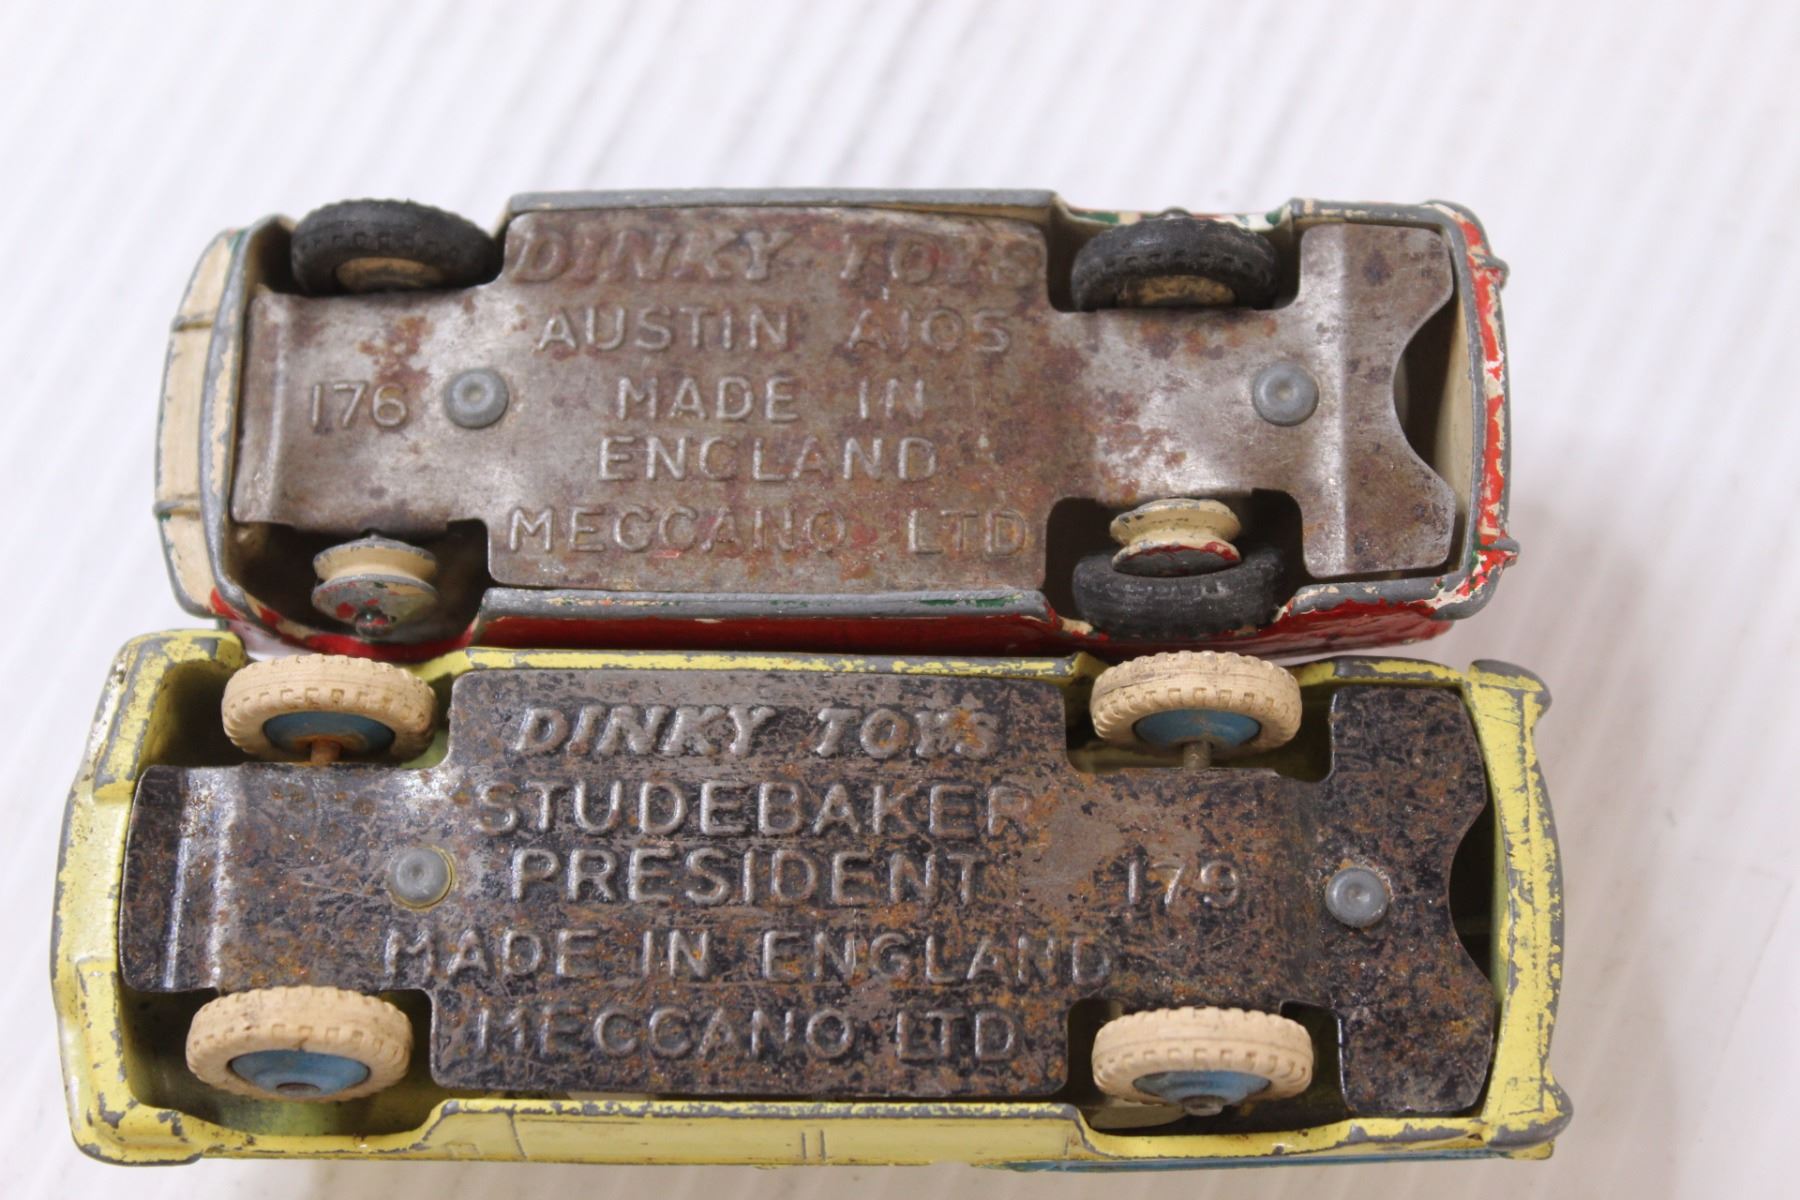 DINKY TOYS
AUSTIN A105
176
MADE IN
ENGLAND
MECCANO LTD
DINKY TOYS
STUDEBAKER
PRESIDENT 179
MADE IN ENGLAND
MECCANO LTD